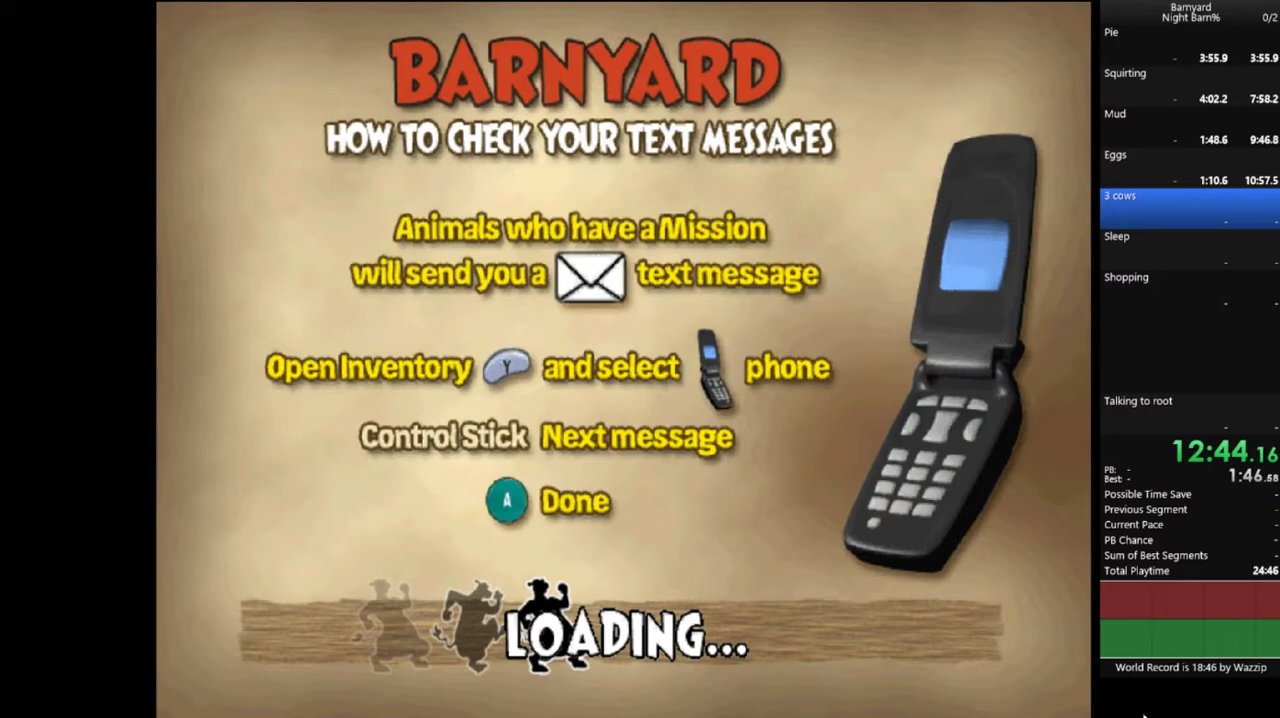 BARNYARD
HOW TO CHECK YOUR TEXT MESSAGES
Animals who have a Mission
will send you a text message
Open Inventory Y and select phone
Control Stick Next message
A Done
LOADING...
Barnyard
Night Barn% 0/2
Pie
- 3:55.9 3:55.9
Squirting
- 4:02.2 7:58.2
Mud
- 1:48.6 9:46.8
Eggs
- 1:10.6 10:57.5
3 cows
- -
Sleep
- -
Shopping
- -
Talking to root
- -
12:44.16
PB: -
Best: - 1:46.58
Possible Time Save -
Previous Segment -
Current Pace -
PB Chance -
Sum of Best Segments -
Total Playtime 24:46
World Record is 18:46 by Wazzip